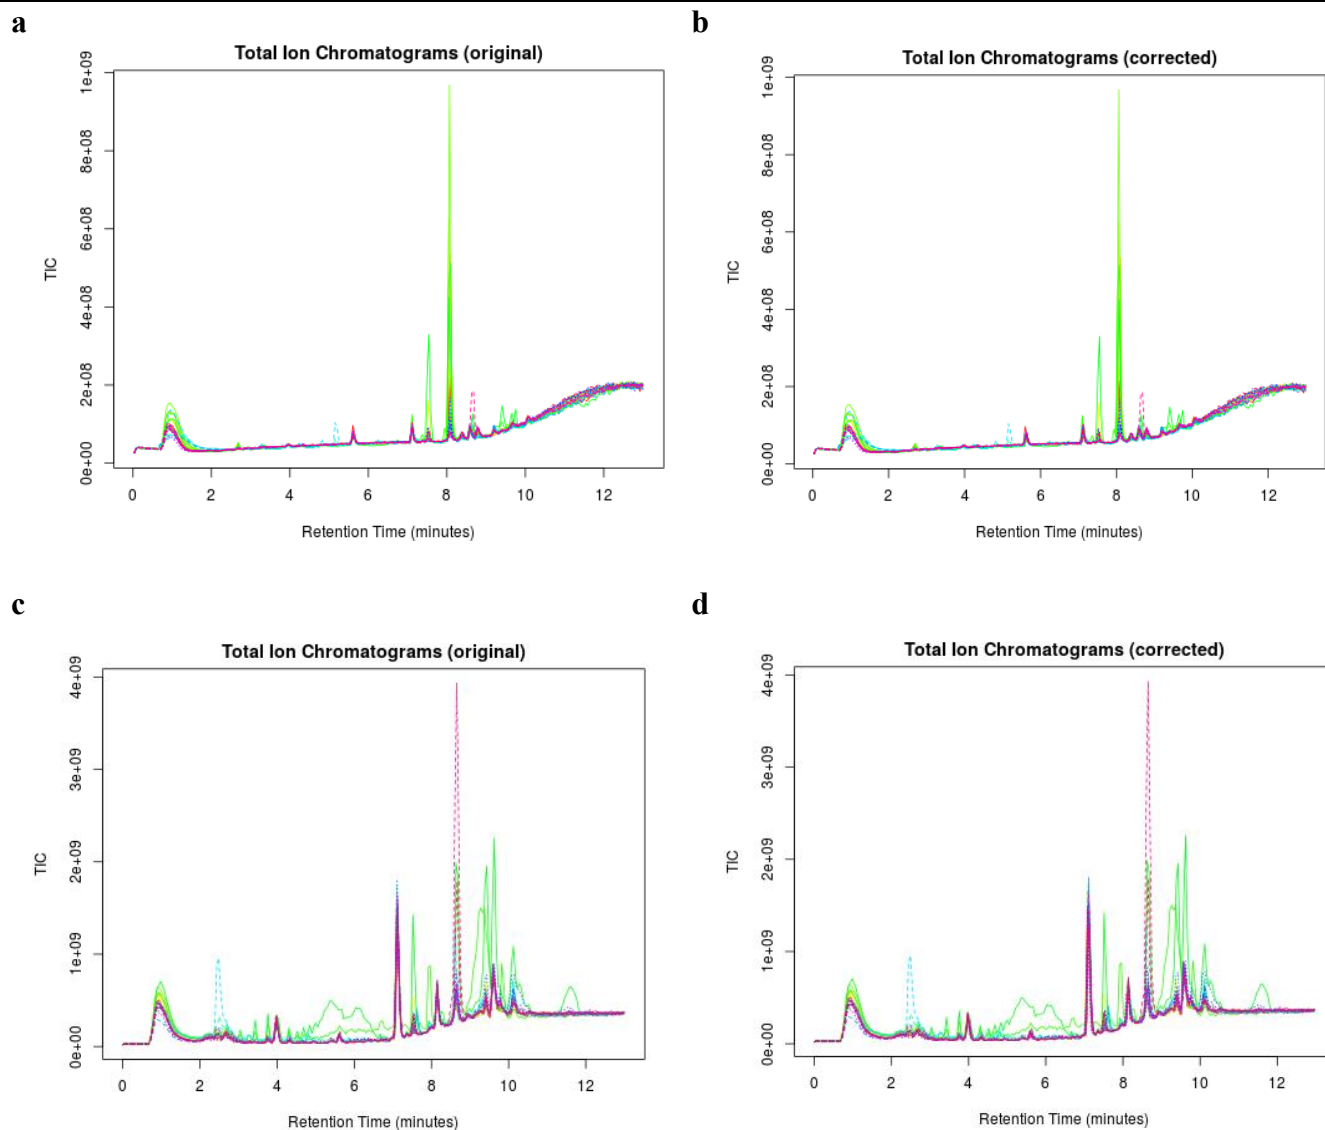 a
Total Ion Chromatograms (original)
TIC
0e+00 2e+08 4e+08 6e+08 8e+08 1e+09
0 2 4 6 8 10 12
Retention Time (minutes)
b
Total Ion Chromatograms (corrected)
TIC
0e+00 2e+08 4e+08 6e+08 8e+08 1e+09
0 2 4 6 8 10 12
Retention Time (minutes)
c
Total Ion Chromatograms (original)
TIC
0e+00 1e+09 2e+09 3e+09 4e+09
0 2 4 6 8 10 12
Retention Time (minutes)
d
Total Ion Chromatograms (corrected)
TIC
0e+00 1e+09 2e+09 3e+09 4e+09
0 2 4 6 8 10 12
Retention Time (minutes)